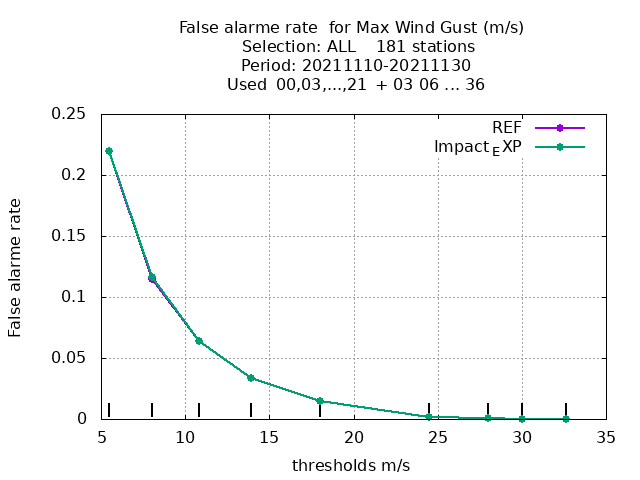 False alarme rate for Max Wind Gust (m/s)
Selection: ALL 181 stations
Period: 20211110-20211130
Used 00,03,...,21 + 03 06 ... 36
REF
Impact_EXP
0.25
0.2
0.15
0.1
0.05
0
False alarme rate
5 10 15 20 25 30 35
thresholds m/s